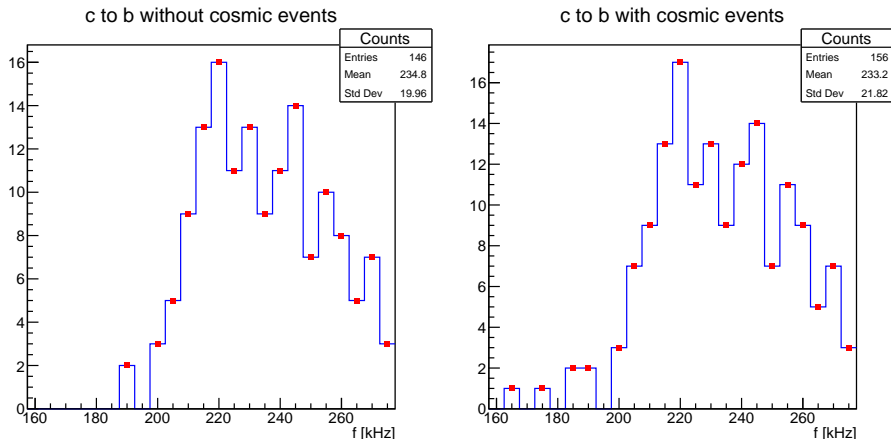 c to b without cosmic events
Counts
Entries 146
Mean 234.8
Std Dev 19.96
16
14
12
10
8
6
4
2
0
160 180 200 220 240 260
f [kHz]
c to b with cosmic events
Counts
Entries 156
Mean 233.2
Std Dev 21.82
16
14
12
10
8
6
4
2
0
160 180 200 220 240 260
f [kHz]